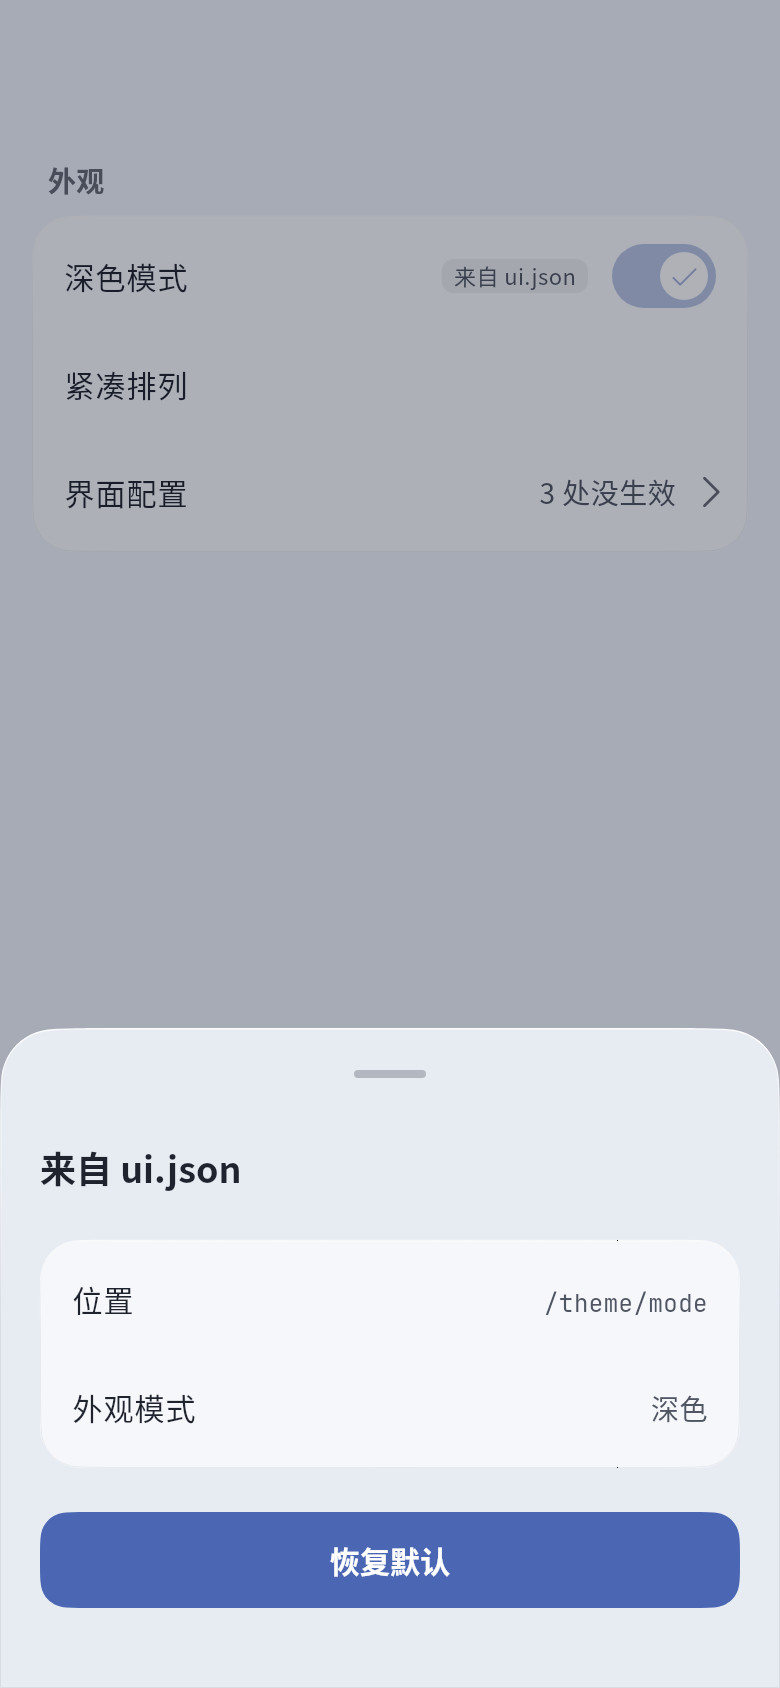 外观
深色模式 来自 ui.json
紧凑排列
界面配置 3 处没生效
来自 ui.json
位置 /theme/mode
外观模式 深色
恢复默认